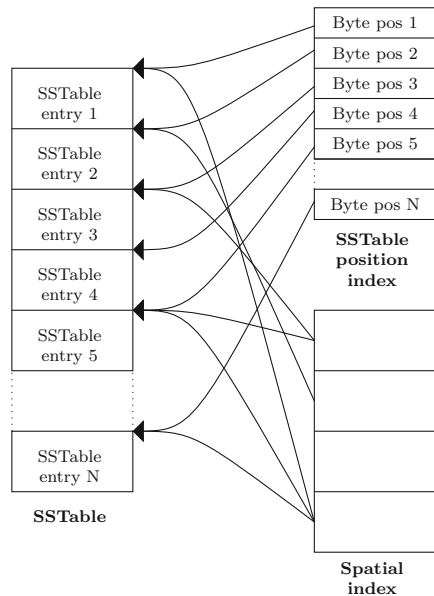 SSTable
entry 1
SSTable
entry 2
SSTable
entry 3
SSTable
entry 4
SSTable
entry 5
SSTable
entry N
SSTable
Byte pos 1
Byte pos 2
Byte pos 3
Byte pos 4
Byte pos 5
Byte pos N
SSTable
position
index
Spatial
index